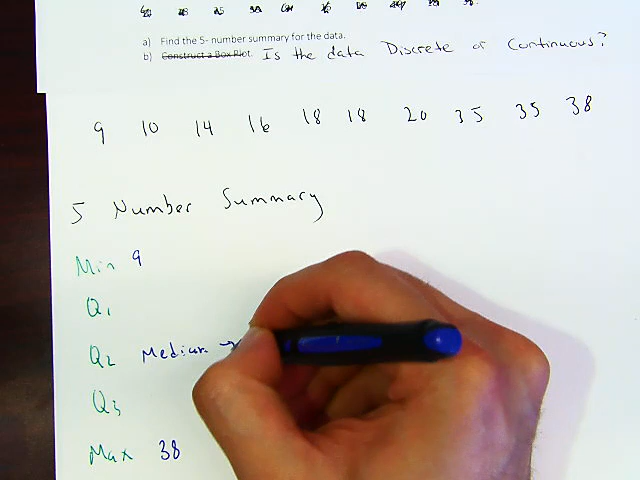 a) Find the 5- number summary for the data.
b) Construct a Box Plot. Is the data Discrete or Continuous?
9 10 14 16 18 18 20 35 35 38
5 Number Summary
Min 9
Q1
Q2 Median →
Q3
Max 38